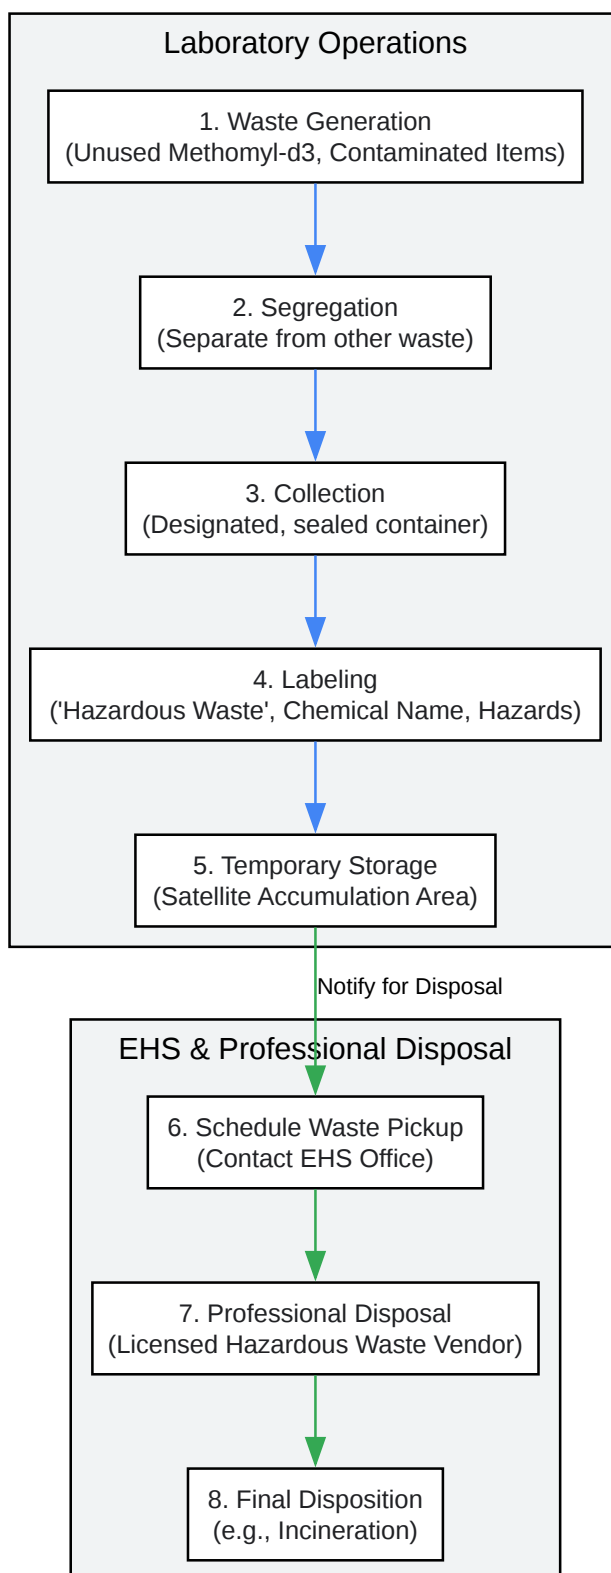 Laboratory Operations
1. Waste Generation
(Unused Methomyl-d3, Contaminated Items)
2. Segregation
(Separate from other waste)
3. Collection
(Designated, sealed container)
4. Labeling
('Hazardous Waste', Chemical Name, Hazards)
5. Temporary Storage
(Satellite Accumulation Area)
Notify for Disposal
EHS & Professional Disposal
6. Schedule Waste Pickup
(Contact EHS Office)
7. Professional Disposal
(Licensed Hazardous Waste Vendor)
8. Final Disposition
(e.g., Incineration)